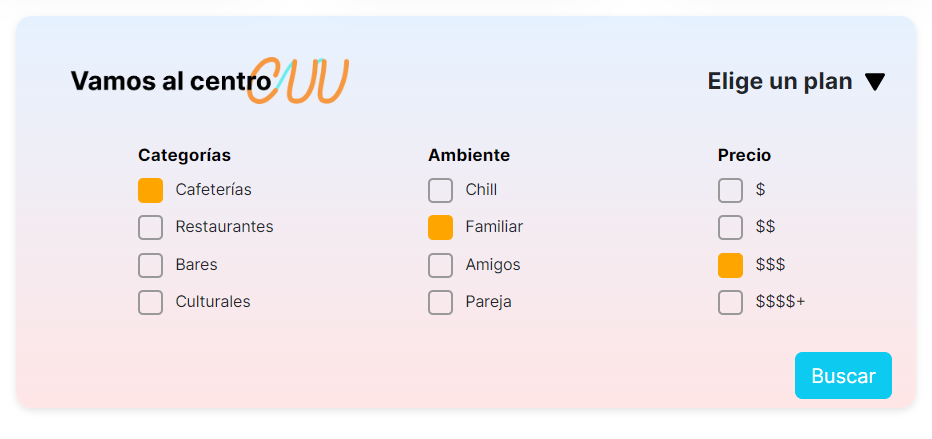 Vamos al centro CUU
Elige un plan
Categorías
Cafeterías
Restaurantes
Bares
Culturales
Ambiente
Chill
Familiar
Amigos
Pareja
Precio
$
$$
$$$
$$$$+
Buscar